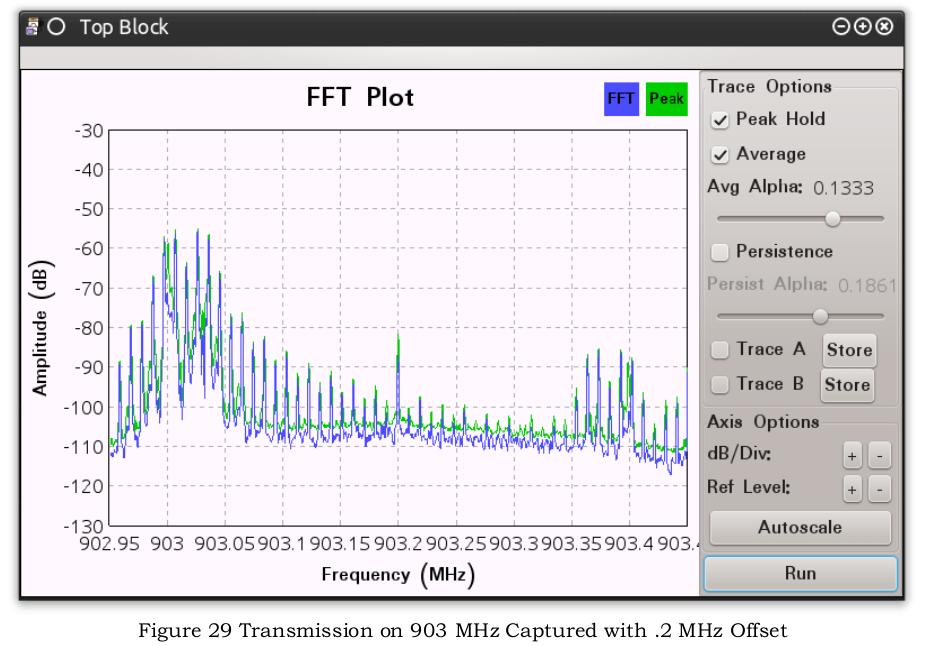 Top Block
FFT Plot
FFT Peak
-30
-40
-50
-60
-70
-80
-90
-100
-110
-120
-130
Amplitude (dB)
902.95 903 903.05 903.1 903.15 903.2 903.25 903.3 903.35 903.4 903.4
Frequency (MHz)
Trace Options
Peak Hold
Average
Avg Alpha: 0.1333
Persistence
Persist Alpha: 0.1861
Trace A Store
Trace B Store
Axis Options
dB/Div: + -
Ref Level: + -
Autoscale
Run
Figure 29 Transmission on 903 MHz Captured with .2 MHz Offset